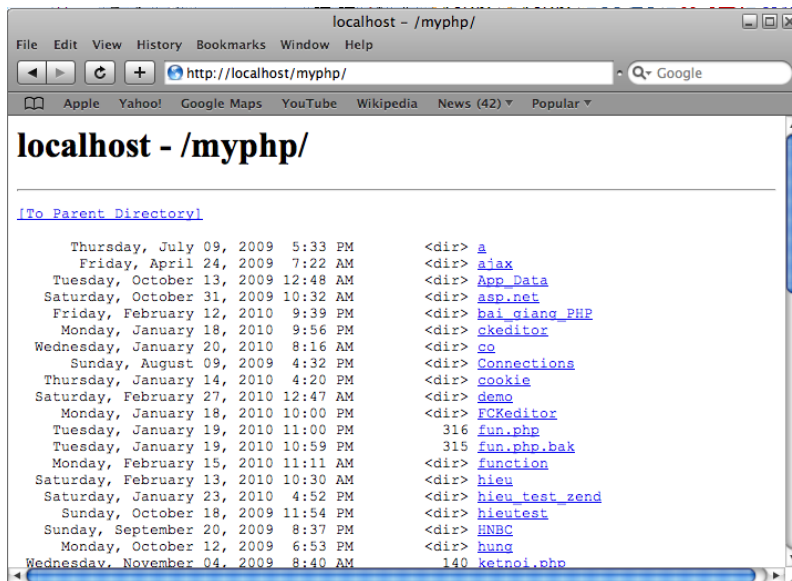 localhost - /myphp/
File Edit View History Bookmarks Window Help
http://localhost/myphp/ Google
Apple Yahoo! Google Maps YouTube Wikipedia News (42) Popular
localhost - /myphp/
[To Parent Directory]
Thursday, July 09, 2009 5:33 PM <dir> a
Friday, April 24, 2009 7:22 AM <dir> ajax
Tuesday, October 13, 2009 12:48 AM <dir> App_Data
Saturday, October 31, 2009 10:32 AM <dir> asp.net
Friday, February 12, 2010 9:39 PM <dir> bai_giang_PHP
Monday, January 18, 2010 9:56 PM <dir> ckeditor
Wednesday, January 20, 2010 8:16 AM <dir> co
Sunday, August 09, 2009 4:32 PM <dir> Connections
Thursday, January 14, 2010 4:20 PM <dir> cookie
Saturday, February 27, 2010 12:47 AM <dir> demo
Monday, January 18, 2010 10:00 PM <dir> FCKeditor
Tuesday, January 19, 2010 11:00 PM 316 fun.php
Tuesday, January 19, 2010 10:59 PM 315 fun.php.bak
Monday, February 15, 2010 11:11 AM <dir> function
Saturday, February 13, 2010 10:30 AM <dir> hieu
Saturday, January 23, 2010 4:52 PM <dir> hieu_test_zend
Sunday, October 18, 2009 11:54 PM <dir> hieutest
Sunday, September 20, 2009 8:37 PM <dir> HNBC
Monday, October 12, 2009 6:53 PM <dir> hung
Wednesday, November 04, 2009 8:40 AM 140 ketnoi.php